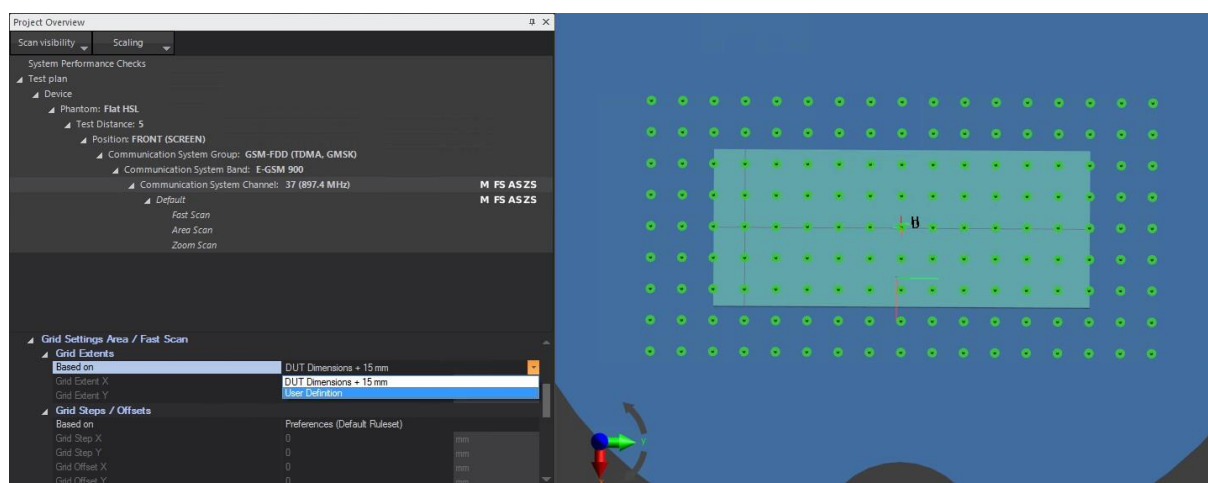 Project Overview
Scan visibility Scaling
System Performance Checks
Test plan
Device
Phantom: Flat HSL
Test Distance: 5
Position: FRONT (SCREEN)
Communication System Group: GSM-FDD (TDMA, GMSK)
Communication System Band: E-GSM 900
Communication System Channel: 37 (897.4 MHz) M FS AS ZS
Default M FS AS ZS
Fast Scan
Area Scan
Zoom Scan
Grid Settings Area / Fast Scan
Grid Extents
Based on DUT Dimensions + 15 mm
Grid Extent X DUT Dimensions + 15 mm
Grid Extent Y User Definition
Grid Steps / Offsets
Based on Preferences (Default Ruleset)
Grid Step X 0 mm
Grid Step Y 0 mm
Grid Offset X 0 mm
Grid Offset Y 0 mm
Y